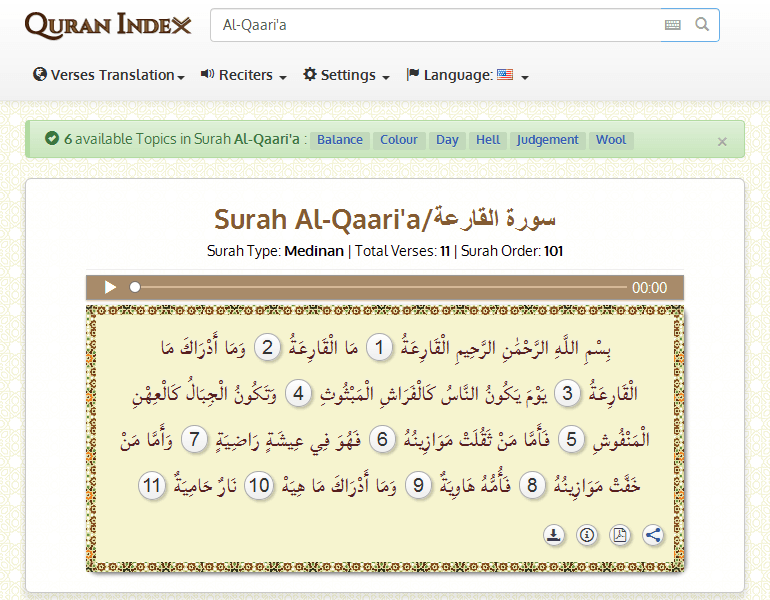 QURAN INDEX
Al-Qaari'a
Verses Translation
Reciters
Settings
Language:
6 available Topics in Surah Al-Qaari'a : Balance Colour Day Hell Judgement Wool ×
Surah Al-Qaari'a/سورة القارعة
Surah Type: Medinan | Total Verses: 11 | Surah Order: 101
00:00
بِسْمِ اللَّهِ الرَّحْمَٰنِ الرَّحِيمِ الْقَارِعَةُ 1 مَا الْقَارِعَةُ 2 وَمَا أَدْرَاكَ مَا
الْقَارِعَةُ 3 يَوْمَ يَكُونُ النَّاسُ كَالْفَرَاشِ الْمَبْثُوثِ 4 وَتَكُونُ الْجِبَالُ كَالْعِهْنِ
الْمَنْفُوشِ 5 فَأَمَّا مَنْ ثَقُلَتْ مَوَازِينُهُ 6 فَهُوَ فِي عِيشَةٍ رَاضِيَةٍ 7 وَأَمَّا مَنْ
خَفَّتْ مَوَازِينُهُ 8 فَأُمُّهُ هَاوِيَةٌ 9 وَمَا أَدْرَاكَ مَا هِيَهْ 10 نَارٌ حَامِيَةٌ 11